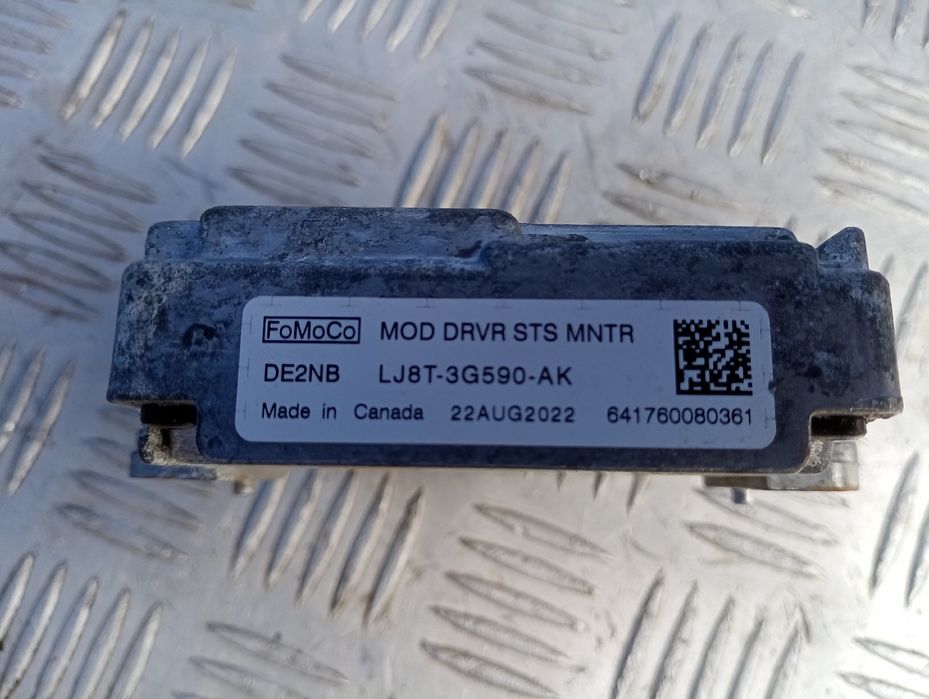 FoMoCo MOD DRVR STS MNTR
DE2NB LJ8T-3G590-AK
Made in Canada 22AUG2022 641760080361